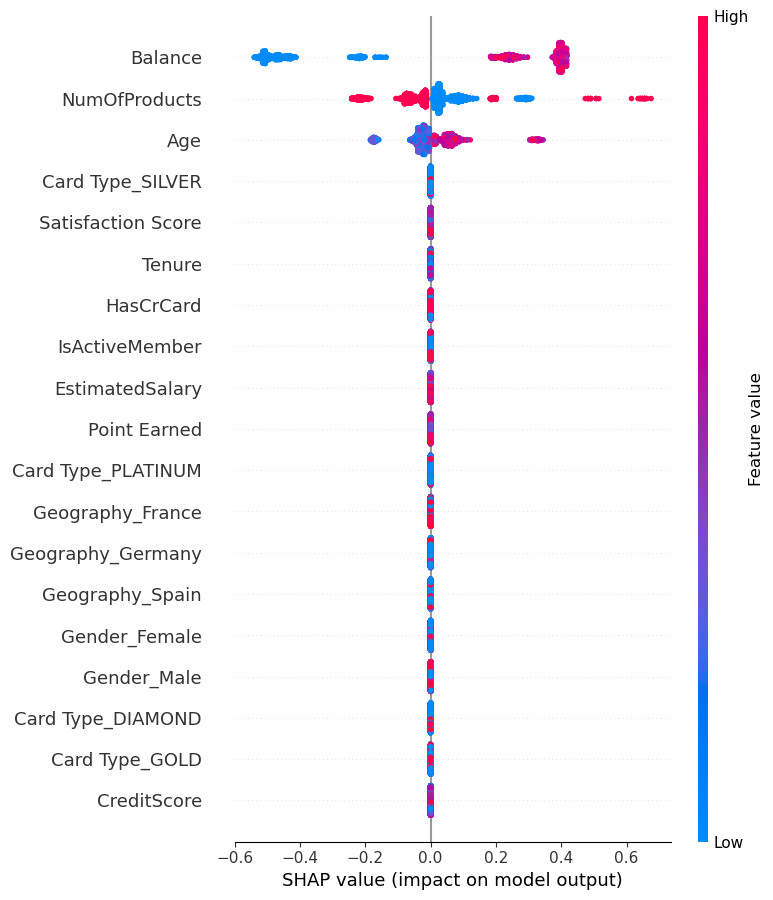 High
Balance
NumOfProducts
Age
Card Type_SILVER
Satisfaction Score
Tenure
HasCrCard
IsActiveMember
EstimatedSalary
Point Earned
Card Type_PLATINUM
Geography_France
Geography_Germany
Geography_Spain
Gender_Female
Gender_Male
Card Type_DIAMOND
Card Type_GOLD
CreditScore
Feature value
Low
−0.6 −0.4 −0.2 0.0 0.2 0.4 0.6
SHAP value (impact on model output)